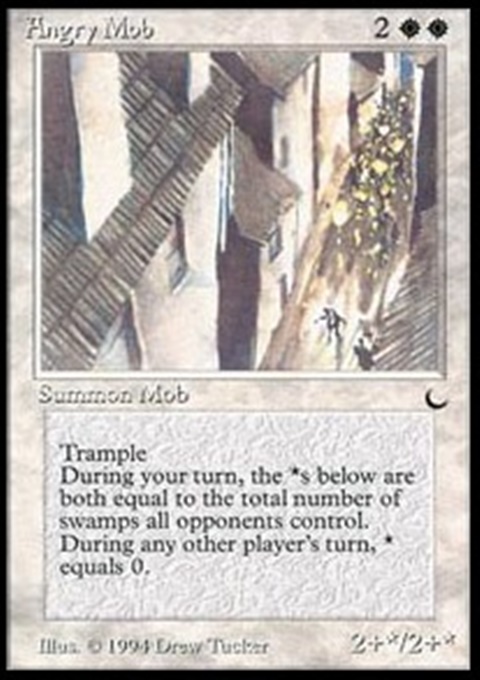 Angry Mob 2
Summon Mob
Trample
During your turn, the *s below are
both equal to the total number of
swamps all opponents control.
During any other player's turn, *
equals 0.
Illus. © 1994 Drew Tucker 2+*/2+*